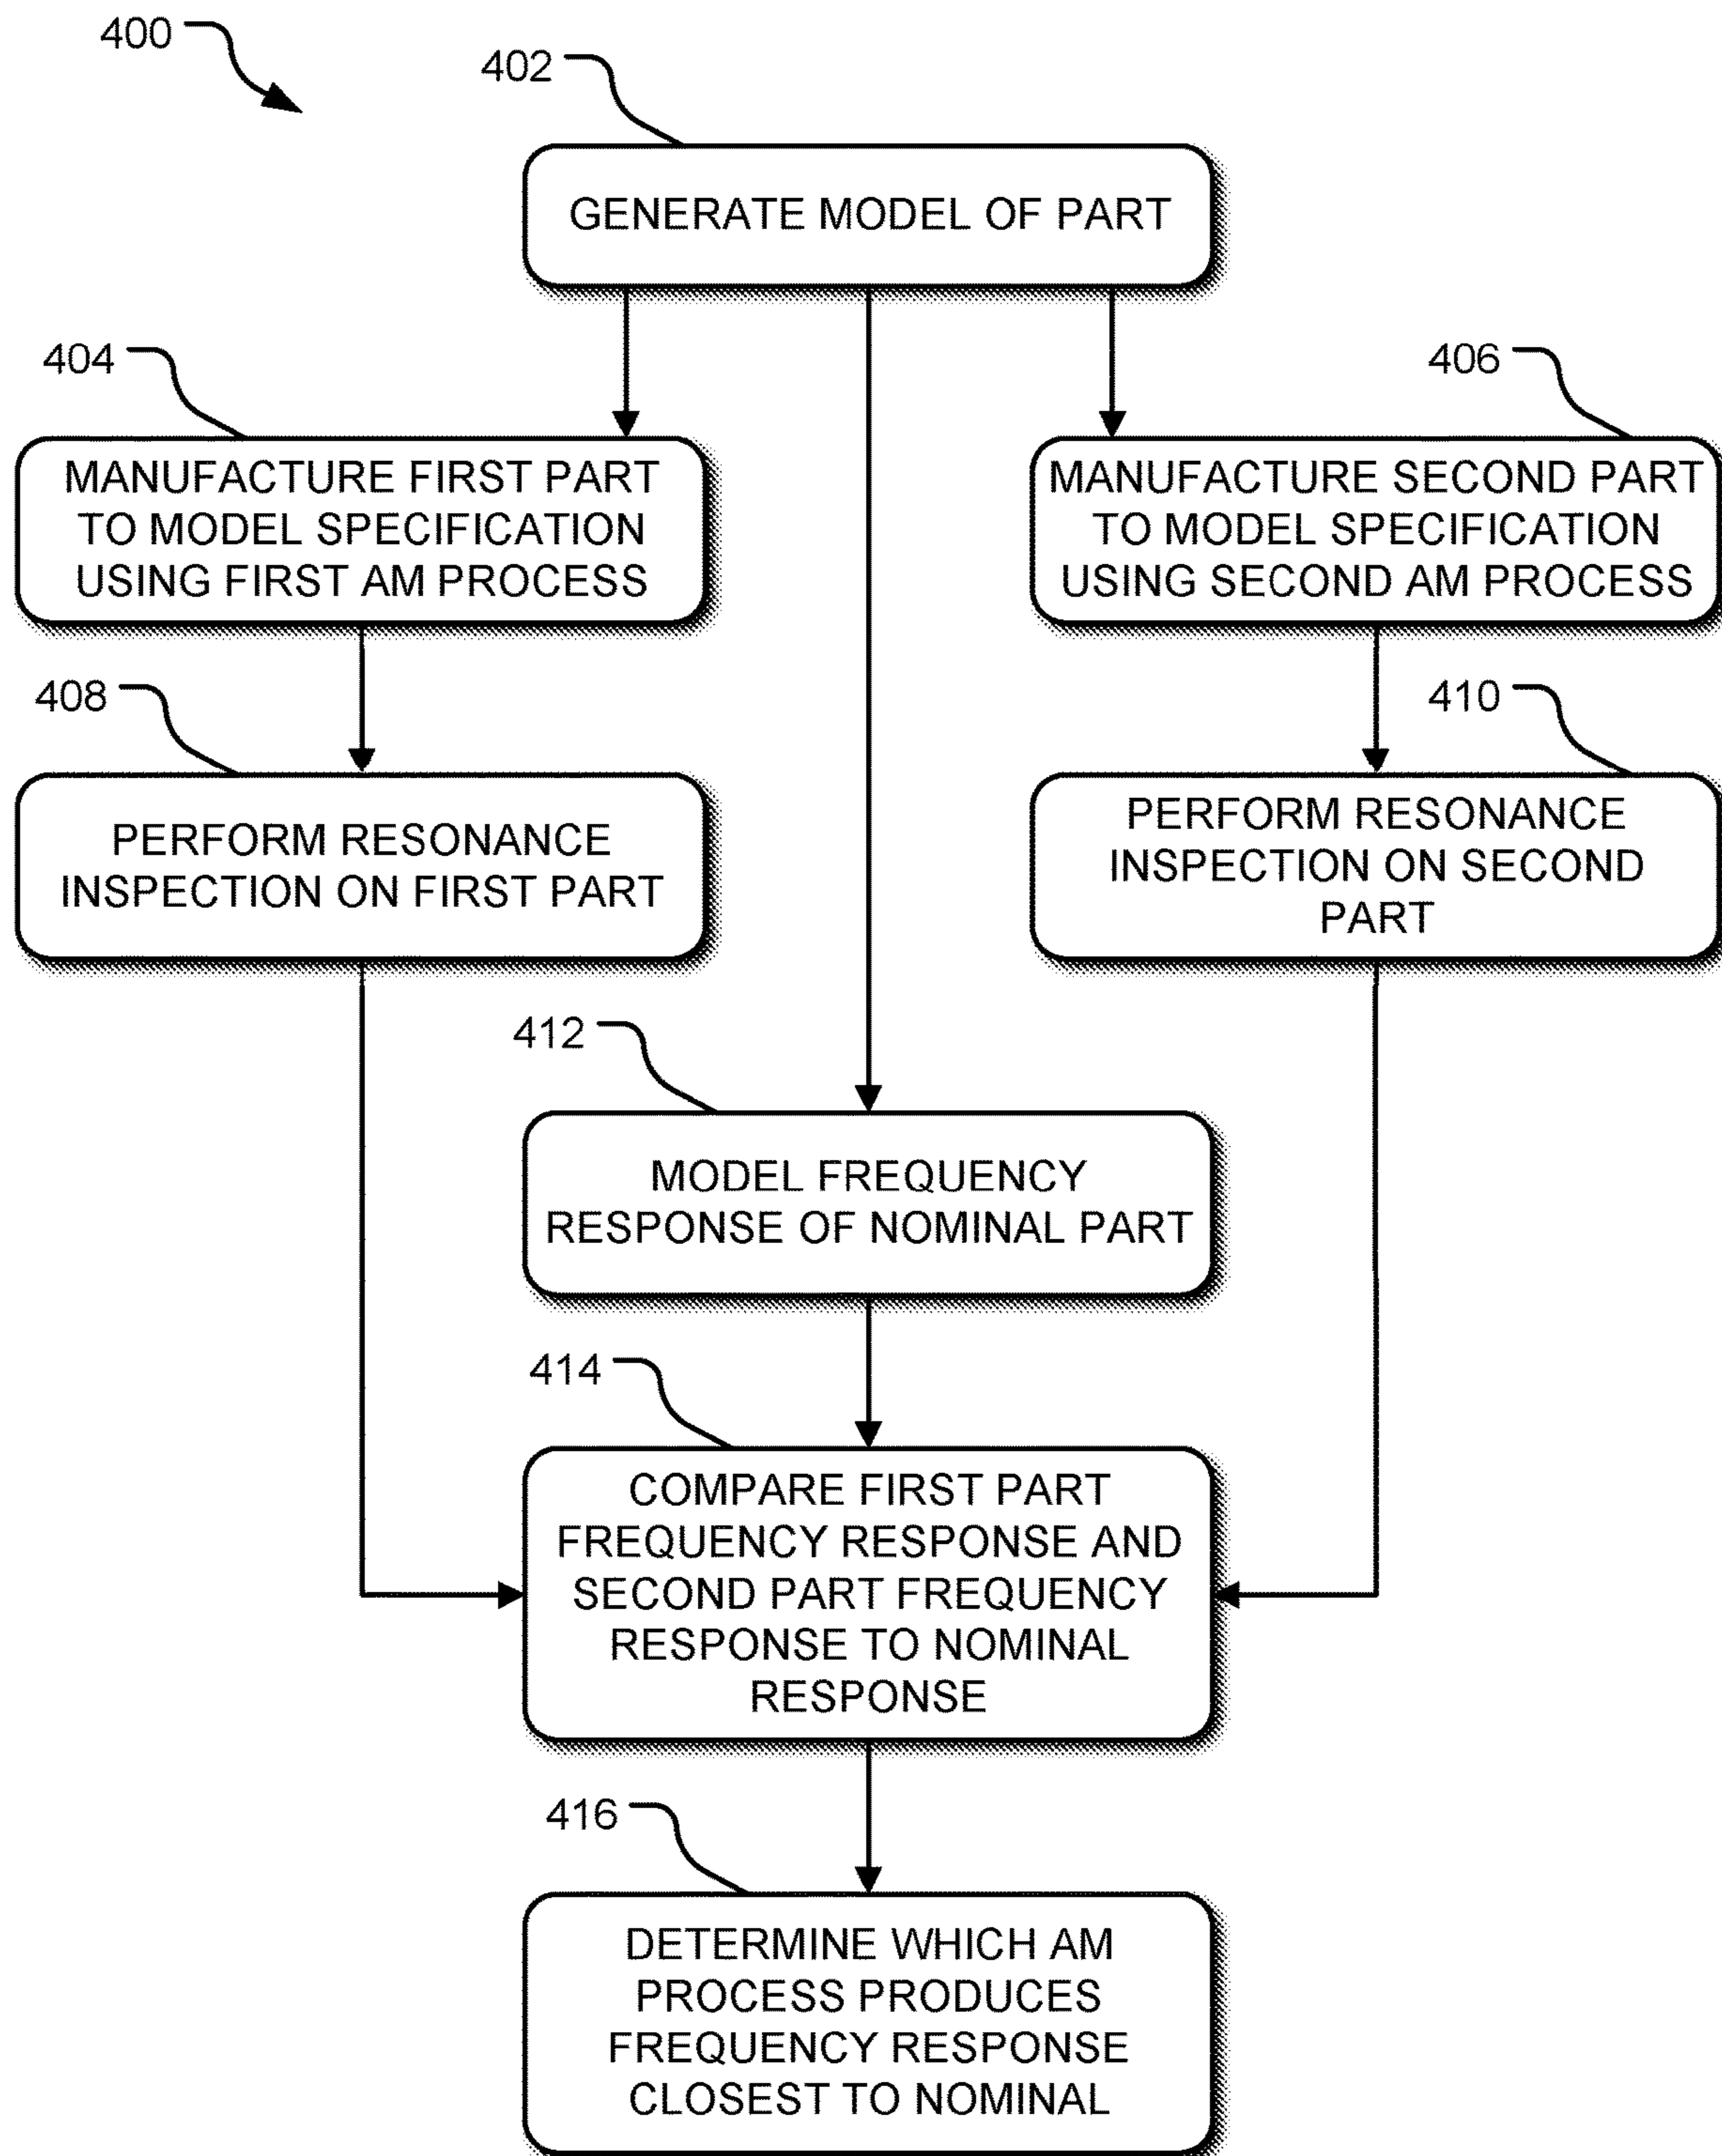 400
402
GENERATE MODEL OF PART
404
MANUFACTURE FIRST PART
TO MODEL SPECIFICATION
USING FIRST AM PROCESS
406
MANUFACTURE SECOND PART
TO MODEL SPECIFICATION
USING SECOND AM PROCESS
408
PERFORM RESONANCE
INSPECTION ON FIRST PART
410
PERFORM RESONANCE
INSPECTION ON SECOND
PART
412
MODEL FREQUENCY
RESPONSE OF NOMINAL PART
414
COMPARE FIRST PART
FREQUENCY RESPONSE AND
SECOND PART FREQUENCY
RESPONSE TO NOMINAL
RESPONSE
416
DETERMINE WHICH AM
PROCESS PRODUCES
FREQUENCY RESPONSE
CLOSEST TO NOMINAL